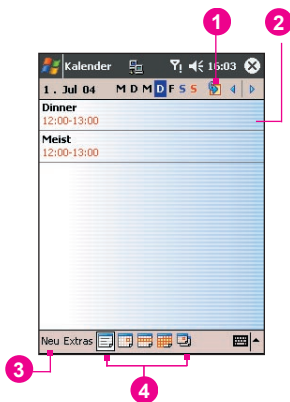 1
2
Kalender 16:03
1. Jul 04 M D M D F S S
Dinner
12:00-13:00
Meist
12:00-13:00
Neu Extras
3
4